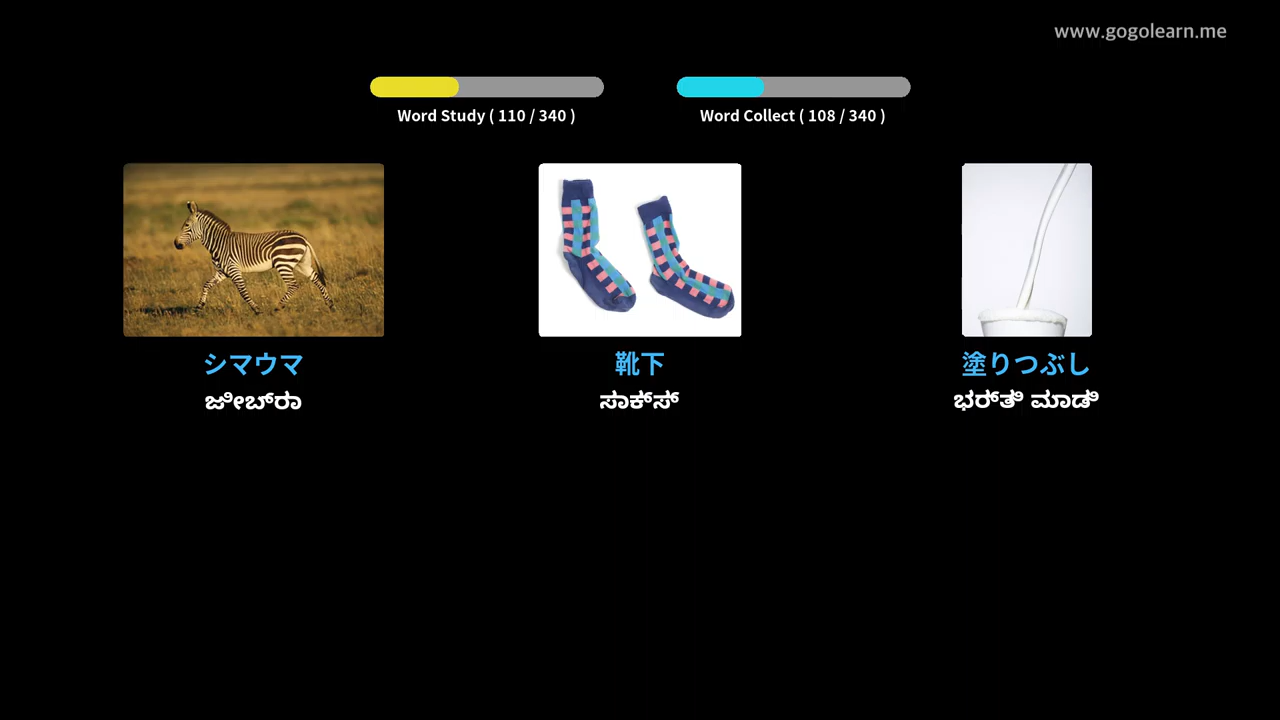 www.gogolearn.me
Word Study ( 110 / 340 )
Word Collect ( 108 / 340 )
シマウマ
靴下
塗りつぶし
ಜೀಬ್ರಾ
ಸಾಕ್ಸ್
ಭರ್ತಿ ಮಾಡಿ